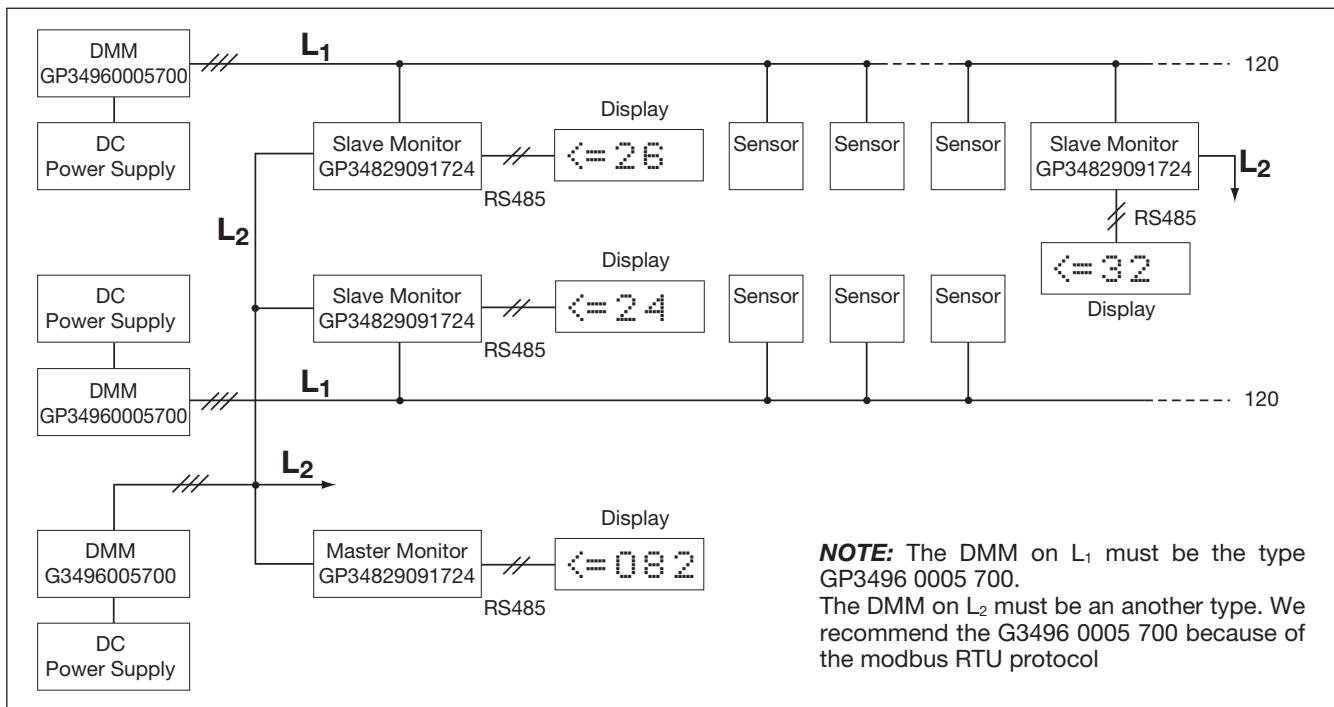 DMM
GP34960005700
L1
120
DC
Power Supply
Slave Monitor
GP34829091724
RS485
Display
<=26
Sensor
Sensor
Sensor
Slave Monitor
GP34829091724
L2
RS485
<=32
Display
L2
DC
Power Supply
Slave Monitor
GP34829091724
RS485
Display
<=24
Sensor
Sensor
Sensor
DMM
GP34960005700
L1
120
L2
DMM
G3496005700
DC
Power Supply
Master Monitor
GP34829091724
RS485
Display
<=082
NOTE: The DMM on L1 must be the type
GP3496 0005 700.
The DMM on L2 must be an another type. We
recommend the G3496 0005 700 because of
the modbus RTU protocol